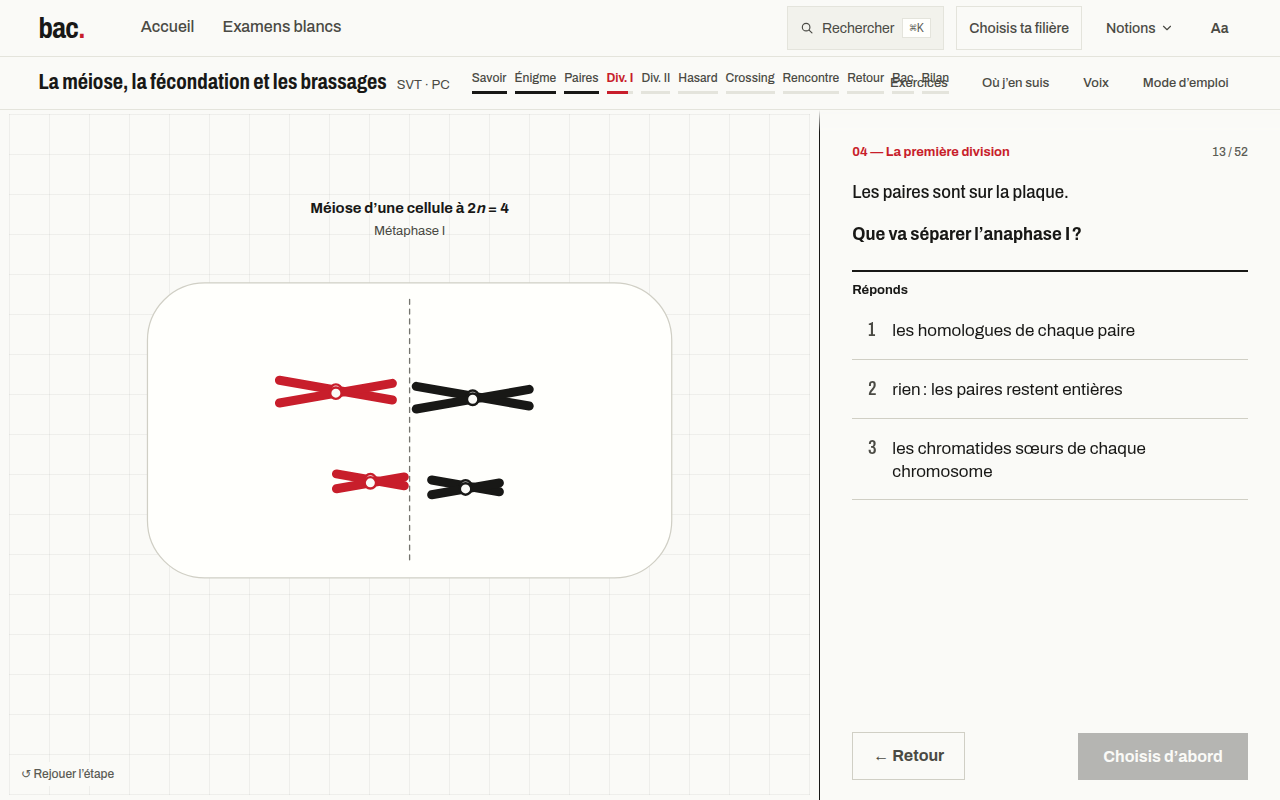 bac.
Accueil
Examens blancs
Rechercher
⌘K
Choisis ta filière
Notions
Aa
La méiose, la fécondation et les brassages
SVT · PC
Savoir
Énigme
Paires
Div. I
Div. II
Hasard
Crossing
Rencontre
Retour
Bac
Bilan
Exercices
Où j’en suis
Voix
Mode d’emploi
Méiose d’une cellule à 2n = 4
Métaphase I
↺ Rejouer l’étape
04 — La première division
13 / 52
Les paires sont sur la plaque.
Que va séparer l’anaphase I ?
Réponds
1 les homologues de chaque paire
2 rien : les paires restent entières
3 les chromatides sœurs de chaque
chromosome
← Retour
Choisis d’abord